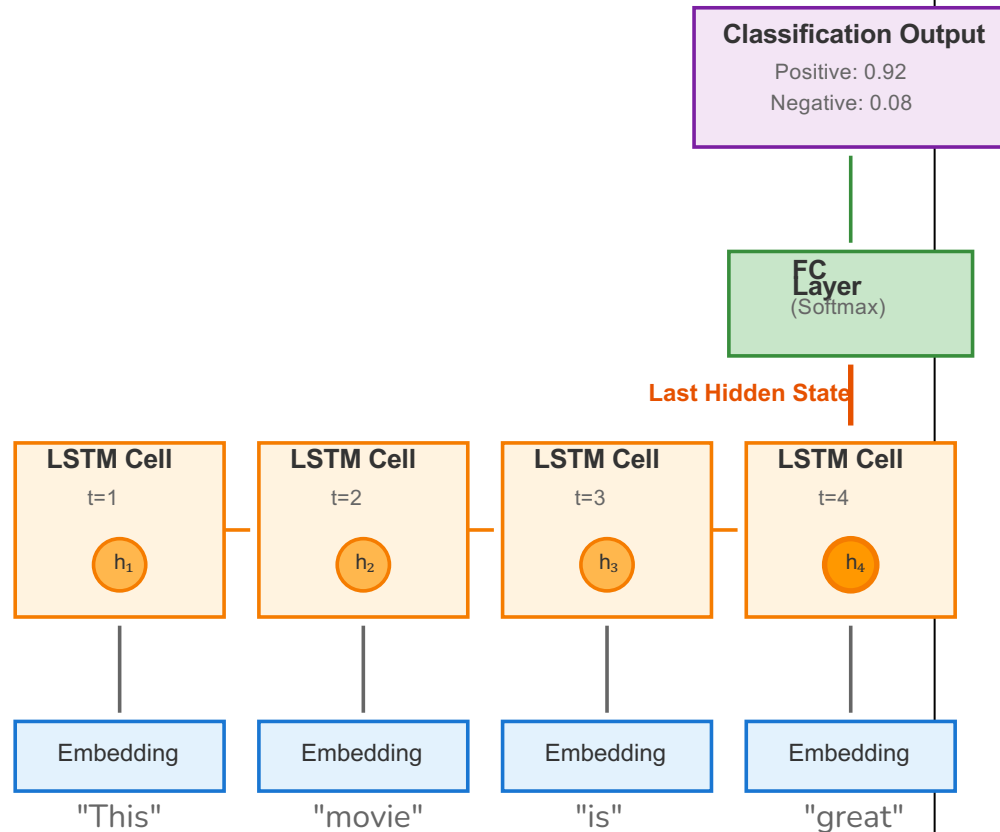 Classification Output
Positive: 0.92
Negative: 0.08
FC
Layer
(Softmax)
Last Hidden State
LSTM Cell LSTM Cell LSTM Cell LSTM Cell
t=1 t=2 t=3 t=4
h₁ h₂ h₃ h₄
Embedding Embedding Embedding Embedding
"This" "movie" "is" "great"